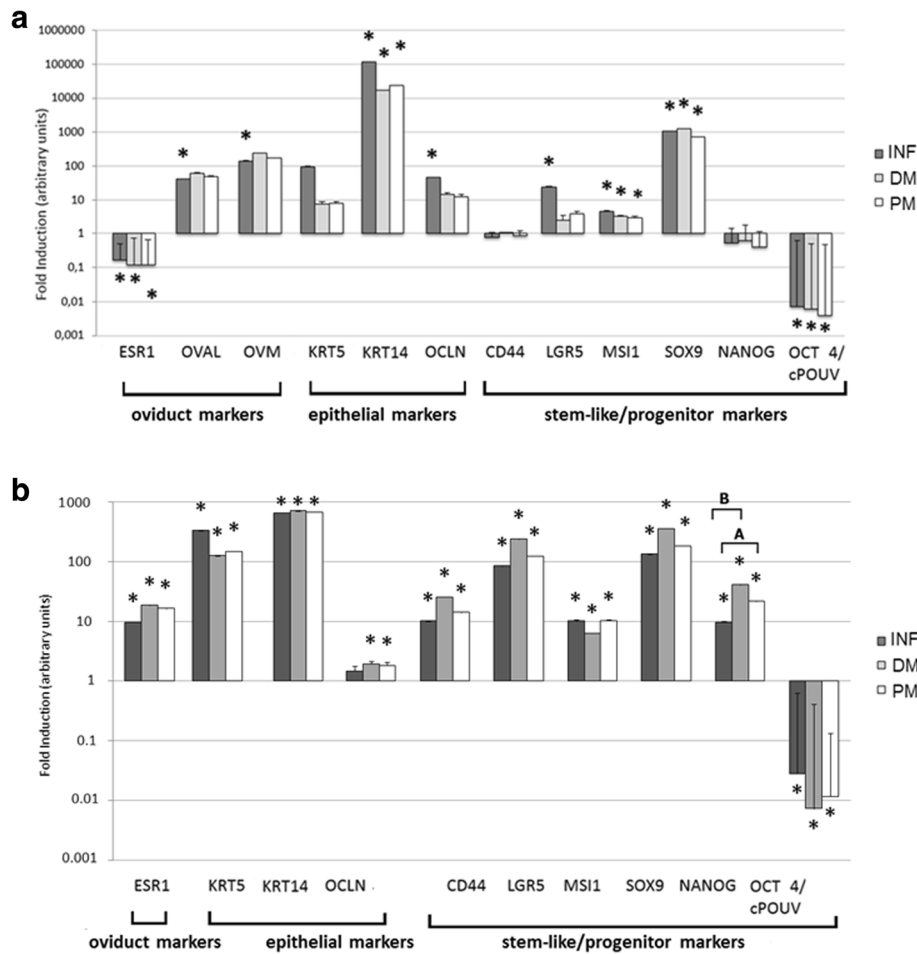 a
Fold Induction (arbitrary units)
1000000
100000
10000
1000
100
10
1
0,1
0,01
0,001
* * * * * * * * * * * * * * * * * * * *
INF
DM
PM
ESR1 OVAL OVM KRT5 KRT14 OCLN CD44 LGR5 MSI1 SOX9 NANOG OCT 4/
cPOUV
oviduct markers epithelial markers stem-like/progenitor markers
b
Fold Induction (arbitrary units)
1000
100
10
1
0.1
0.01
0.001
* * * * * * * * * * * * * * * * * * * * * * * * * * * * *
B
A
INF
DM
PM
ESR1 KRT5 KRT14 OCLN CD44 LGR5 MSI1 SOX9 NANOG OCT 4/
cPOUV
oviduct markers epithelial markers stem-like/progenitor markers